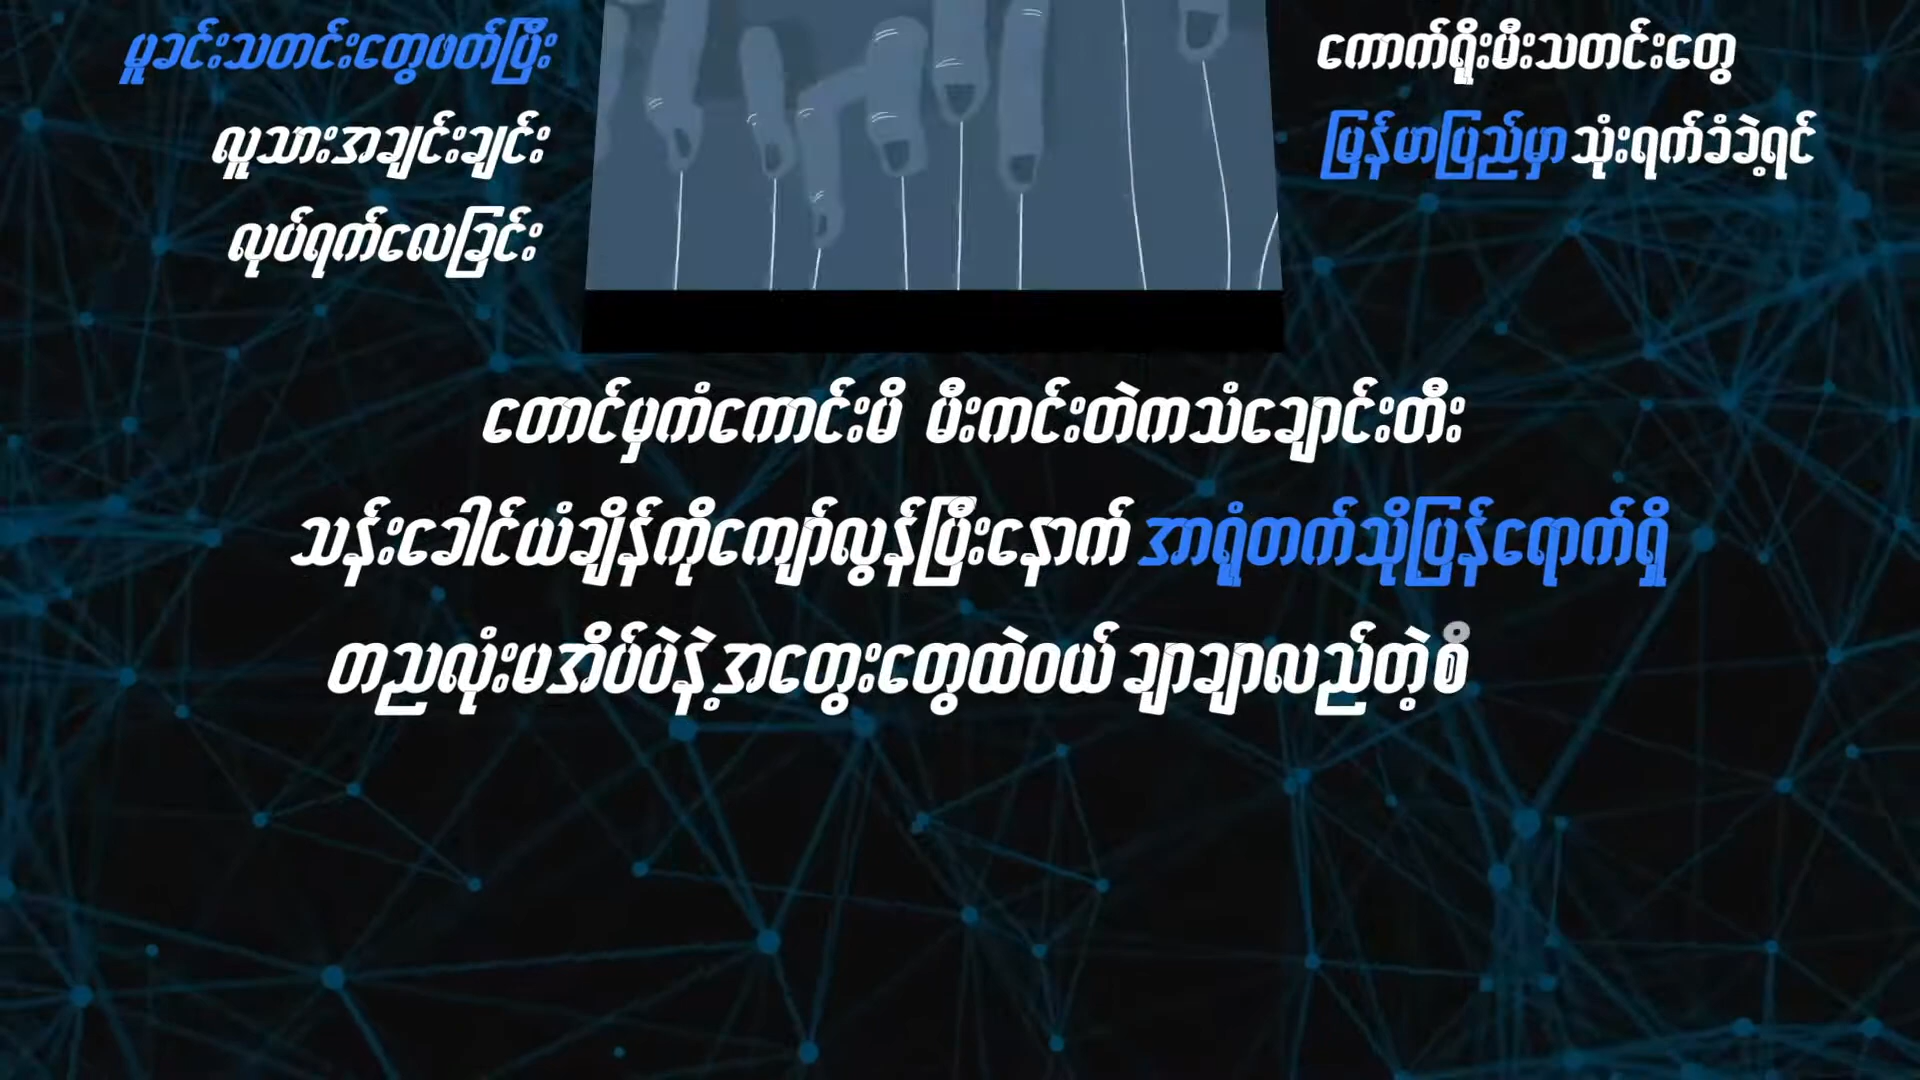 မူခင်းသတင်းတွေဖတ်ပြီး
လူသားအချင်းချင်း
လုပ်ရက်လေခြင်း
ကောက်ရိုးမီးသတင်းတွေ
မြန်မာပြည်မှာ သုံးရက်ခံခဲ့ရင်
တောင်မှကံကောင်းမိ မီးကင်းတဲကသံချောင်းတီး
သန်းခေါင်ယံချိန်ကိုကျော်လွန်ပြီးနောက် အာရုံတက်သို့ပြန်ရောက်ရှိ
တညလုံးမအိပ်ပဲနဲ့ အတွေးတွေထဲဝယ် ချာချာလည်တဲ့ စိ